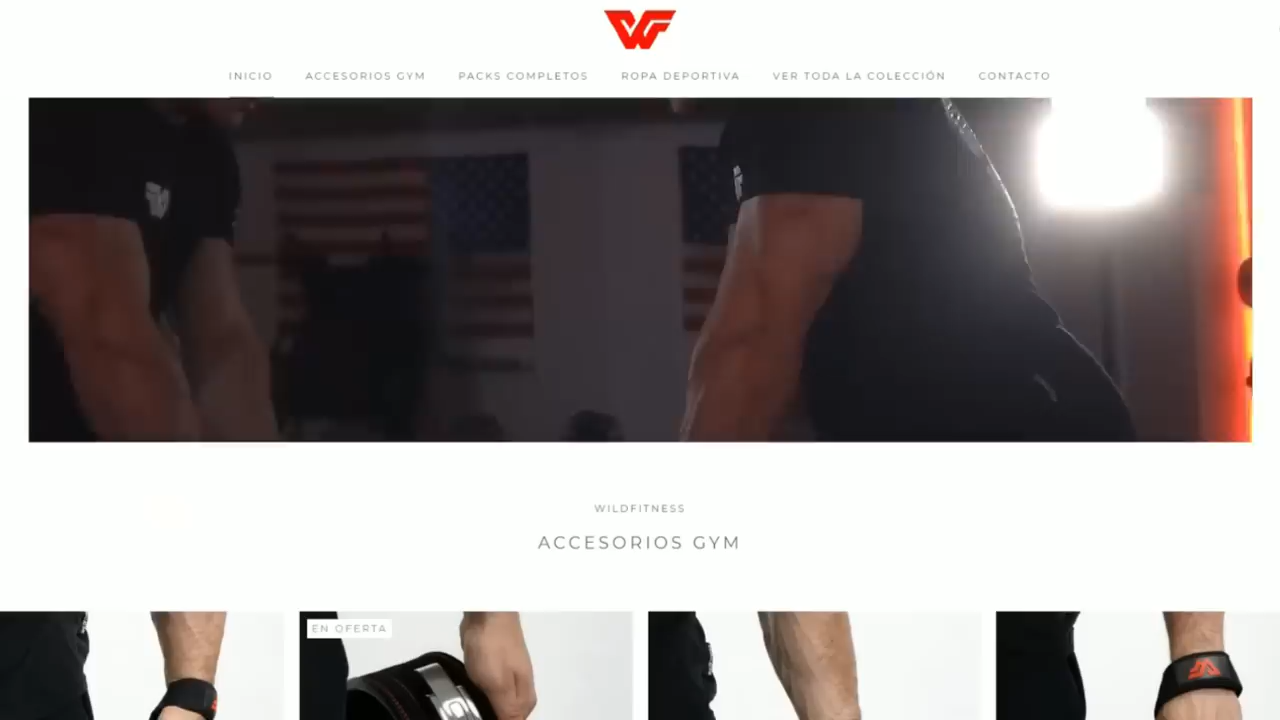 INICIO
ACCESORIOS GYM
PACKS COMPLETOS
ROPA DEPORTIVA
VER TODA LA COLECCIÓN
CONTACTO
WILDFITNESS
ACCESORIOS GYM
EN OFERTA